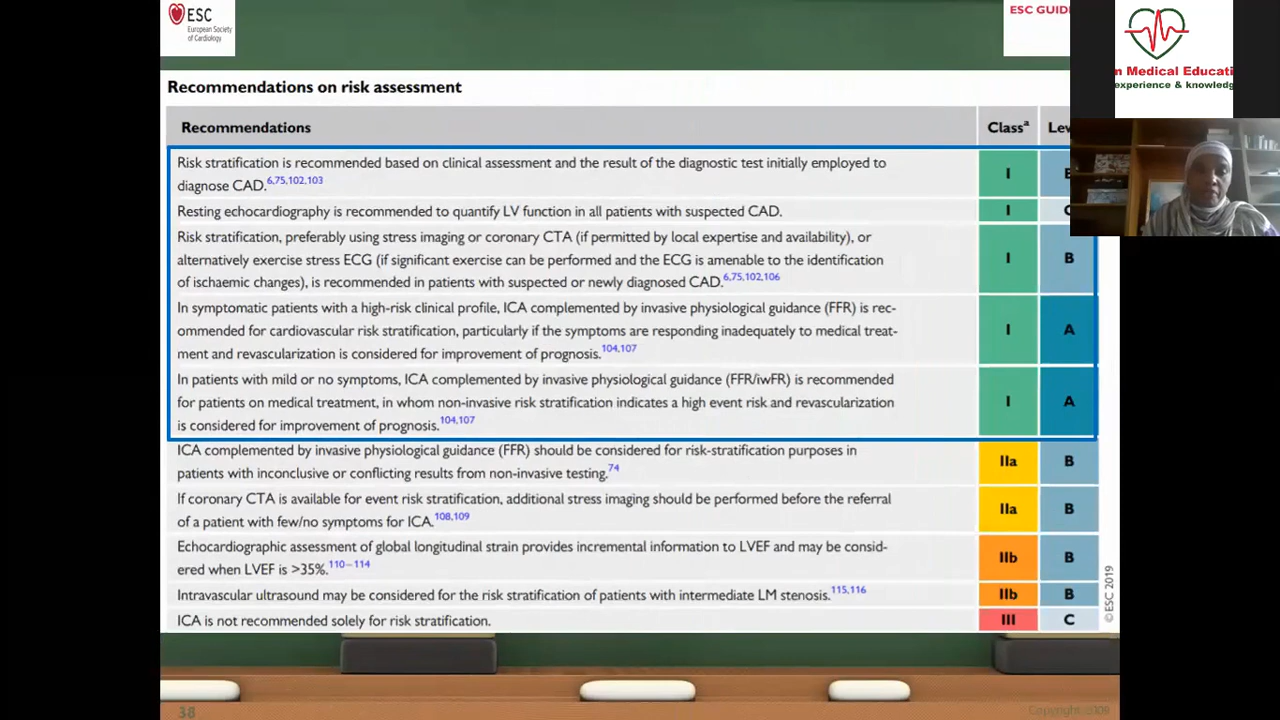 ESC
European Society
of Cardiology
ESC GUID
Medical Educati
experience &
Recommendations on risk assessment
Recommendations Classᵃ
Risk stratification is recommended based on clinical assessment and the result of the diagnostic test initially employed to
diagnose CAD.6,75,102,103
I
Resting echocardiography is recommended to quantify LV function in all patients with suspected CAD.
I
Risk stratification, preferably using stress imaging or coronary CTA (if permitted by local expertise and availability), or
alternatively exercise stress ECG (if significant exercise can be performed and the ECG is amenable to the identification
of ischaemic changes), is recommended in patients with suspected or newly diagnosed CAD.6,75,102,106
I B
In symptomatic patients with a high-risk clinical profile, ICA complemented by invasive physiological guidance (FFR) is rec-
ommended for cardiovascular risk stratification, particularly if the symptoms are responding inadequately to medical treat-
ment and revascularization is considered for improvement of prognosis.104,107
I A
In patients with mild or no symptoms, ICA complemented by invasive physiological guidance (FFR/iwFR) is recommended
for patients on medical treatment, in whom non-invasive risk stratification indicates a high event risk and revascularization
is considered for improvement of prognosis.104,107
I A
ICA complemented by invasive physiological guidance (FFR) should be considered for risk-stratification purposes in
patients with inconclusive or conflicting results from non-invasive testing.74
IIa B
If coronary CTA is available for event risk stratification, additional stress imaging should be performed before the referral
of a patient with few/no symptoms for ICA.108,109
IIa B
Echocardiographic assessment of global longitudinal strain provides incremental information to LVEF and may be consid-
ered when LVEF is >35%.110–114
IIb B
Intravascular ultrasound may be considered for the risk stratification of patients with intermediate LM stenosis.115,116
IIb B
ICA is not recommended solely for risk stratification.
III C
©ESC 2019
38